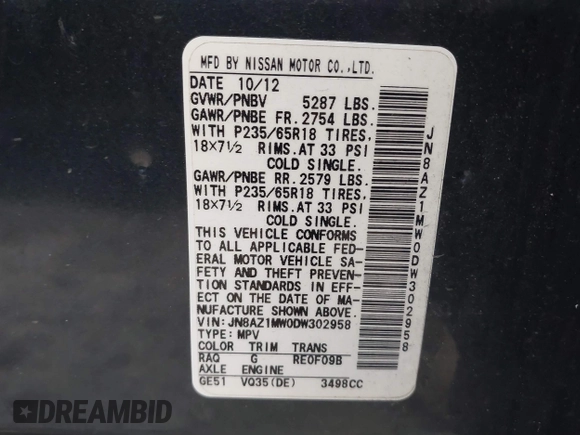 MFD BY NISSAN MOTOR CO.,LTD.
DATE 10/12
GVWR/PNBV 5287 LBS.
GAWR/PNBE FR. 2754 LBS.
WITH P235/65R18 TIRES,
18×7½ RIMS. AT 33 PSI
COLD SINGLE.
GAWR/PNBE RR. 2579 LBS.
WITH P235/65R18 TIRES,
18×7½ RIMS. AT 33 PSI
COLD SINGLE.
THIS VEHICLE CONFORMS
TO ALL APPLICABLE FED-
ERAL MOTOR VEHICLE SA-
FETY AND THEFT PREVEN-
TION STANDARDS IN EFF-
ECT ON THE DATE OF MA-
NUFACTURE SHOWN ABOVE.
VIN: JN8AZ1MW0DW302958
TYPE: MPV
COLOR TRIM TRANS
RAQ G RE0F09B
AXLE ENGINE
GE51 VQ35(DE) 3498CC
JN8AZ1MW0DW302958
DREAMBID